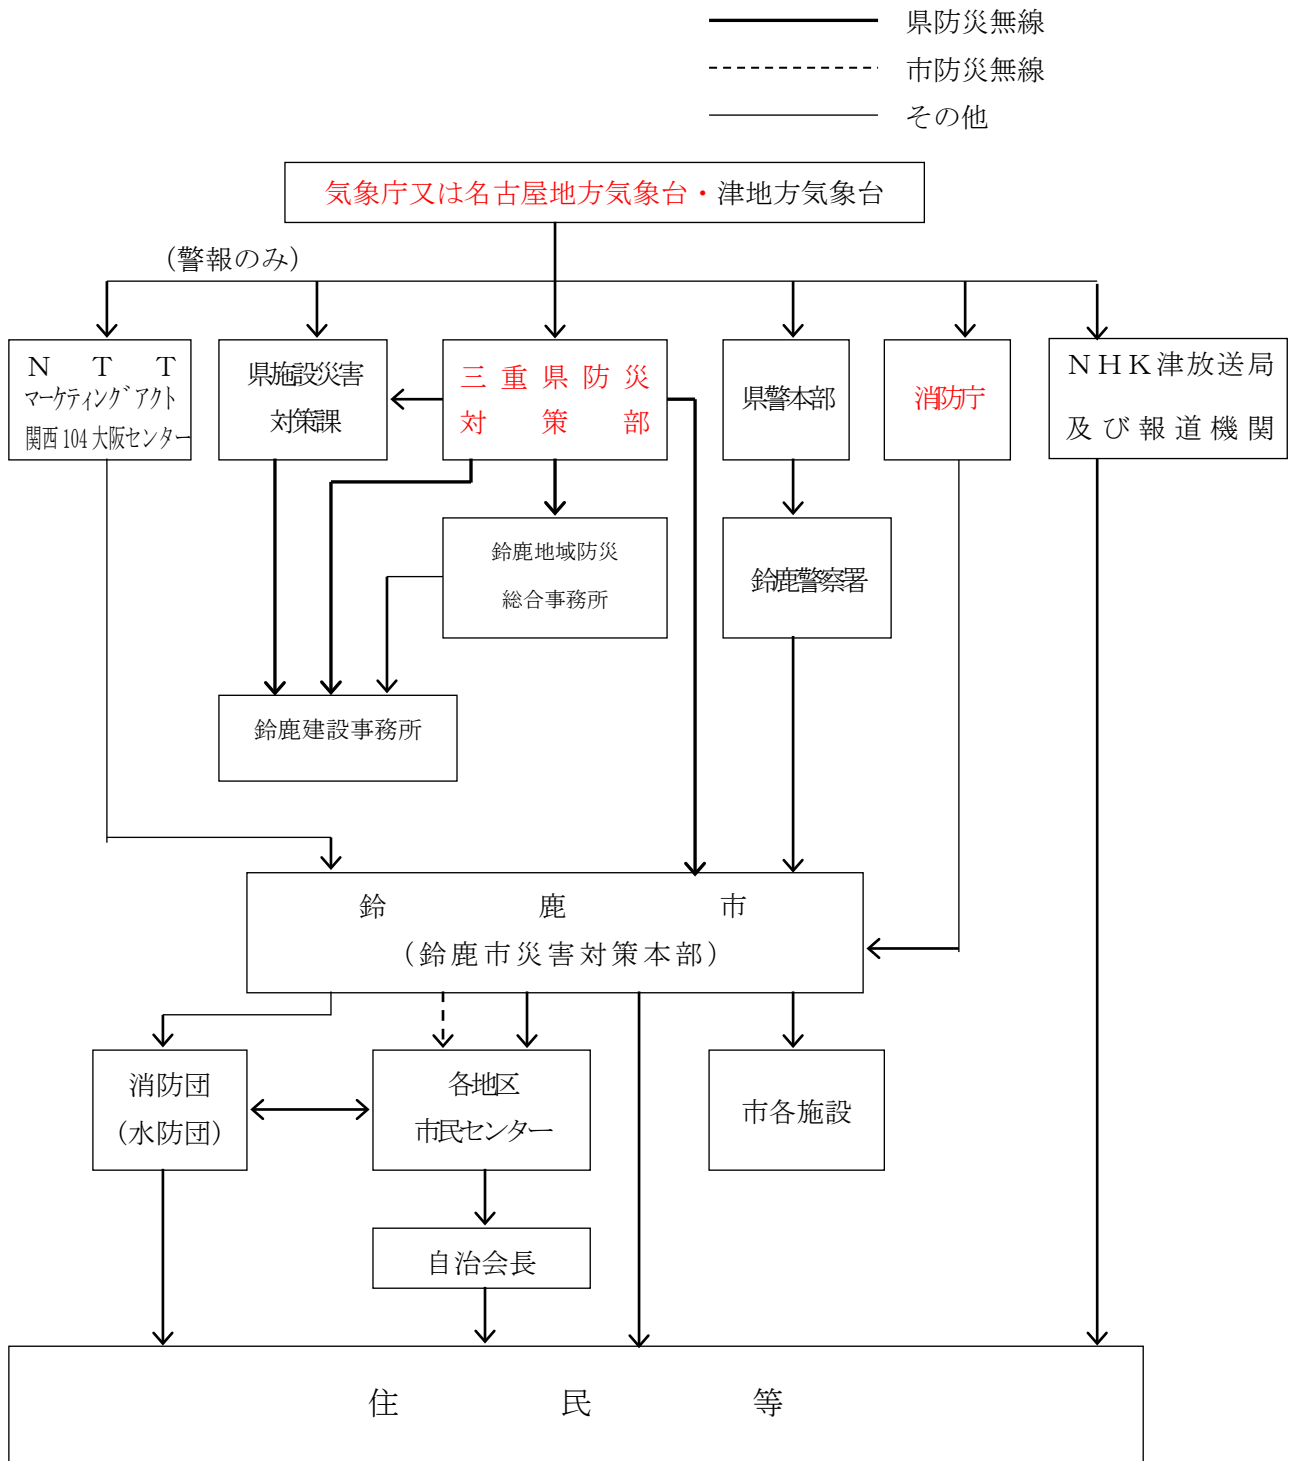 県防災無線
市防災無線
その他
気象庁又は名古屋地方気象台・津地方気象台
（警報のみ）
ＮＴＴ
マーケティングアクト
関西104大阪センター
県施設災害
対策課
三重県防災
対策部
県警本部
消防庁
ＮＨＫ津放送局
及び報道機関
鈴鹿地域防災
総合事務所
鈴鹿警察署
鈴鹿建設事務所
鈴鹿市
（鈴鹿市災害対策本部）
消防団
（水防団）
各地区
市民センター
市各施設
自治会長
住民等